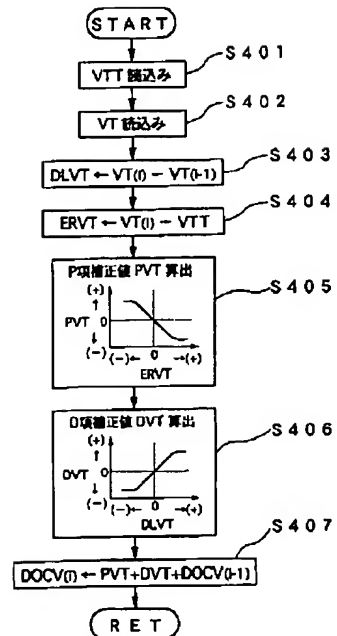 START
S401
VTT 読込み
S402
VT 読込み
S403
DLVT ← VT(i) − VT(i-1)
S404
ERVT ← VT(i) − VTT
S405
P項補正値 PVT 算出
(+)
↑
PVT 0
↓
(−)
(−)← 0 →(+)
ERVT
S406
D項補正値 DVT 算出
(+)
↑
DVT 0
↓
(−)
(−)← 0 →(+)
DLVT
S407
DOCV(i) ← PVT+DVT+DOCV(i-1)
RET